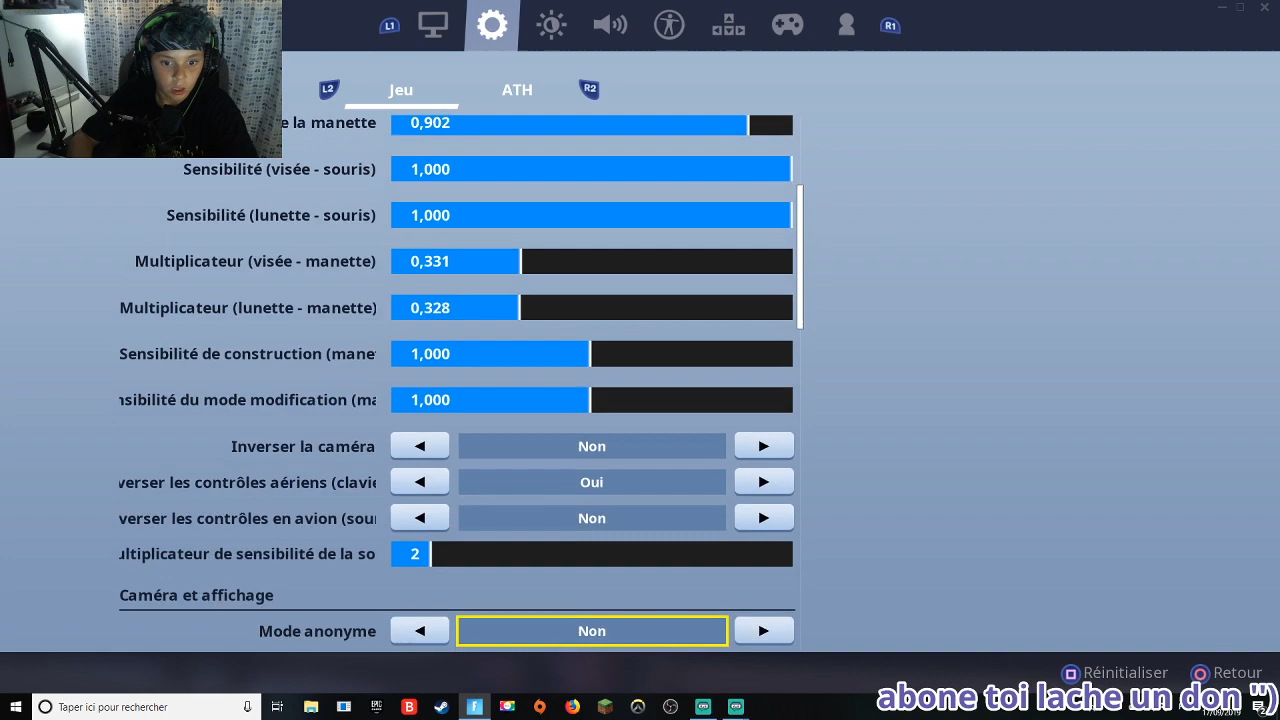 L1
R1
L2 Jeu ATH R2
e la manette 0,902
Sensibilité (visée - souris) 1,000
Sensibilité (lunette - souris) 1,000
Multiplicateur (visée - manette) 0,331
Multiplicateur (lunette - manette) 0,328
Sensibilité de construction (mane 1,000
nsibilité du mode modification (ma 1,000
Inverser la caméra Non
verser les contrôles aériens (clavie Oui
verser les contrôles en avion (sour Non
ultiplicateur de sensibilité de la so 2
Caméra et affichage
Mode anonyme Non
Réinitialiser Retour
abone toi lache un don ")
Taper ici pour rechercher
17/09/2019